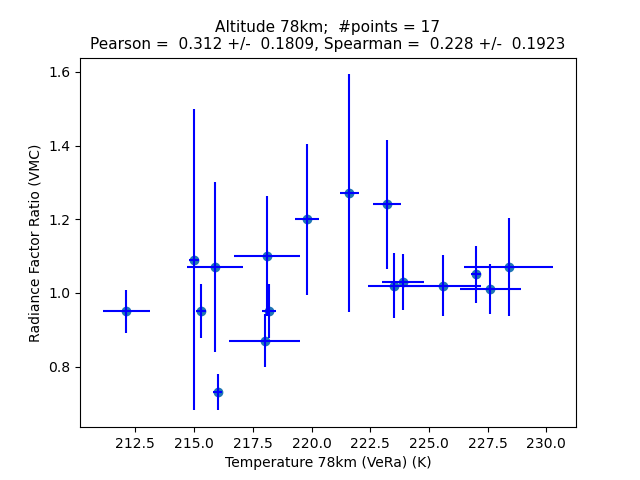 Altitude 78km;  #points = 17
Pearson =  0.312 +/-  0.1809, Spearman =  0.228 +/-  0.1923
1.6
1.4
1.2
1.0
0.8
Radiance Factor Ratio (VMC)
212.5 215.0 217.5 220.0 222.5 225.0 227.5 230.0
Temperature 78km (VeRa) (K)